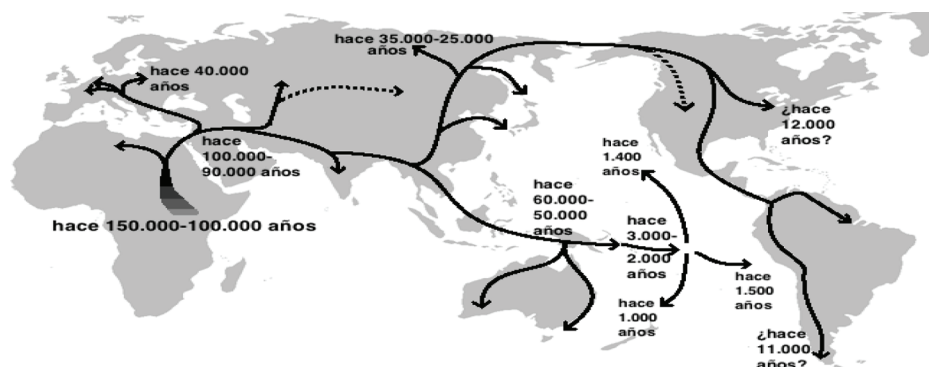 hace 35.000-25.000
años
hace 40.000
años
¿hace
12.000
años?
hace
100.000-
90.000 años
hace
1.400
años
hace
60.000-
50.000
años
hace 150.000-100.000 años
hace
3.000-
2.000
años
hace
1.500
años
hace
1.000
años
¿hace
11.000
años?